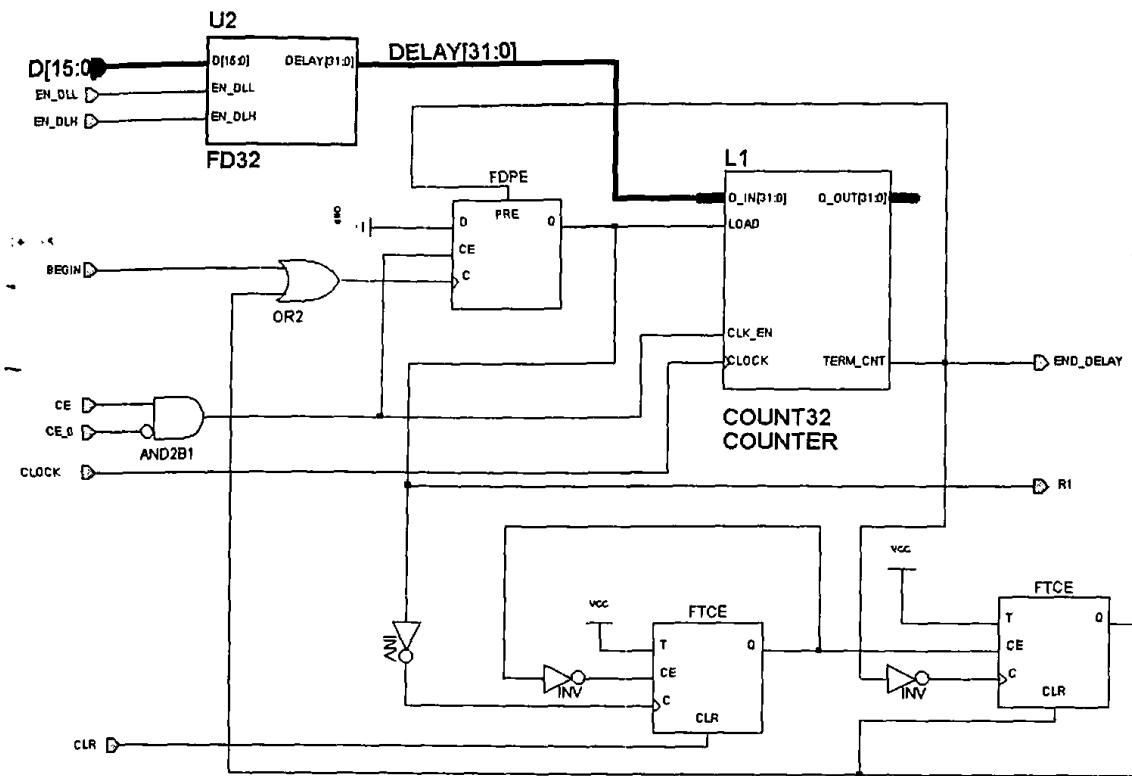 U2
D[15:0]
D[15:0] DELAY[31:0]
DELAY[31:0]
EN_DLL
EN_DLL
EN_DLH
EN_DLH
FD32
L1
FDPE
D_IN[31:0] Q_OUT[31:0]
GND
D PRE Q
LOAD
CE
BEGIN
C
OR2
CLK_EN
CLOCK TERM_CNT
END_DELAY
CE
CE_0
AND2B1
COUNT32
COUNTER
CLOCK
R1
VCC
FTCE
VCC
FTCE
T Q
CE
INV
C
CLR
INV
T Q
CE
INV
C
CLR
CLR